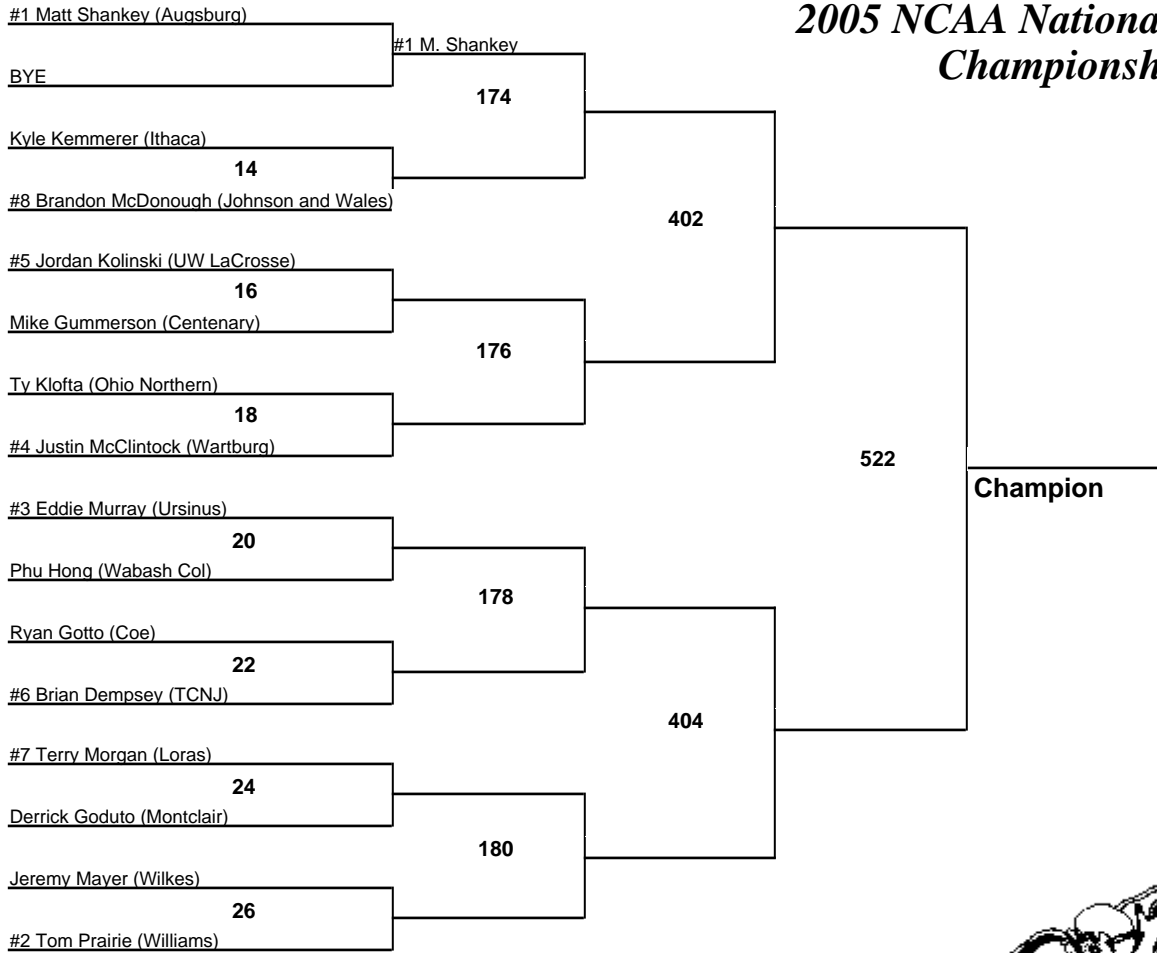 #1 Matt Shankey (Augsburg)
2005 NCAA Nationa
Championsh
#1 M. Shankey
BYE
174
Kyle Kemmerer (Ithaca)
14
#8 Brandon McDonough (Johnson and Wales)
402
#5 Jordan Kolinski (UW LaCrosse)
16
Mike Gummerson (Centenary)
176
Ty Klofta (Ohio Northern)
18
#4 Justin McClintock (Wartburg)
522
Champion
#3 Eddie Murray (Ursinus)
20
Phu Hong (Wabash Col)
178
Ryan Gotto (Coe)
22
#6 Brian Dempsey (TCNJ)
404
#7 Terry Morgan (Loras)
24
Derrick Goduto (Montclair)
180
Jeremy Mayer (Wilkes)
26
#2 Tom Prairie (Williams)